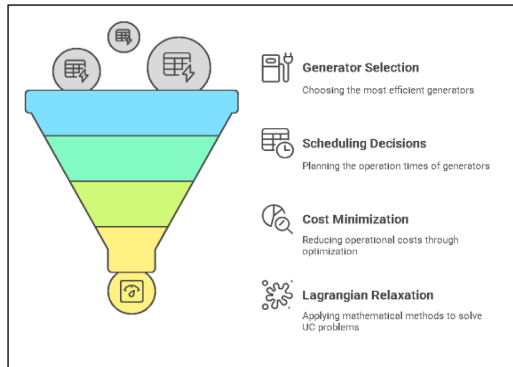 Generator Selection
Choosing the most efficient generators
Scheduling Decisions
Planning the operation times of generators
Cost Minimization
Reducing operational costs through
optimization
Lagrangian Relaxation
Applying mathematical methods to solve
UC problems